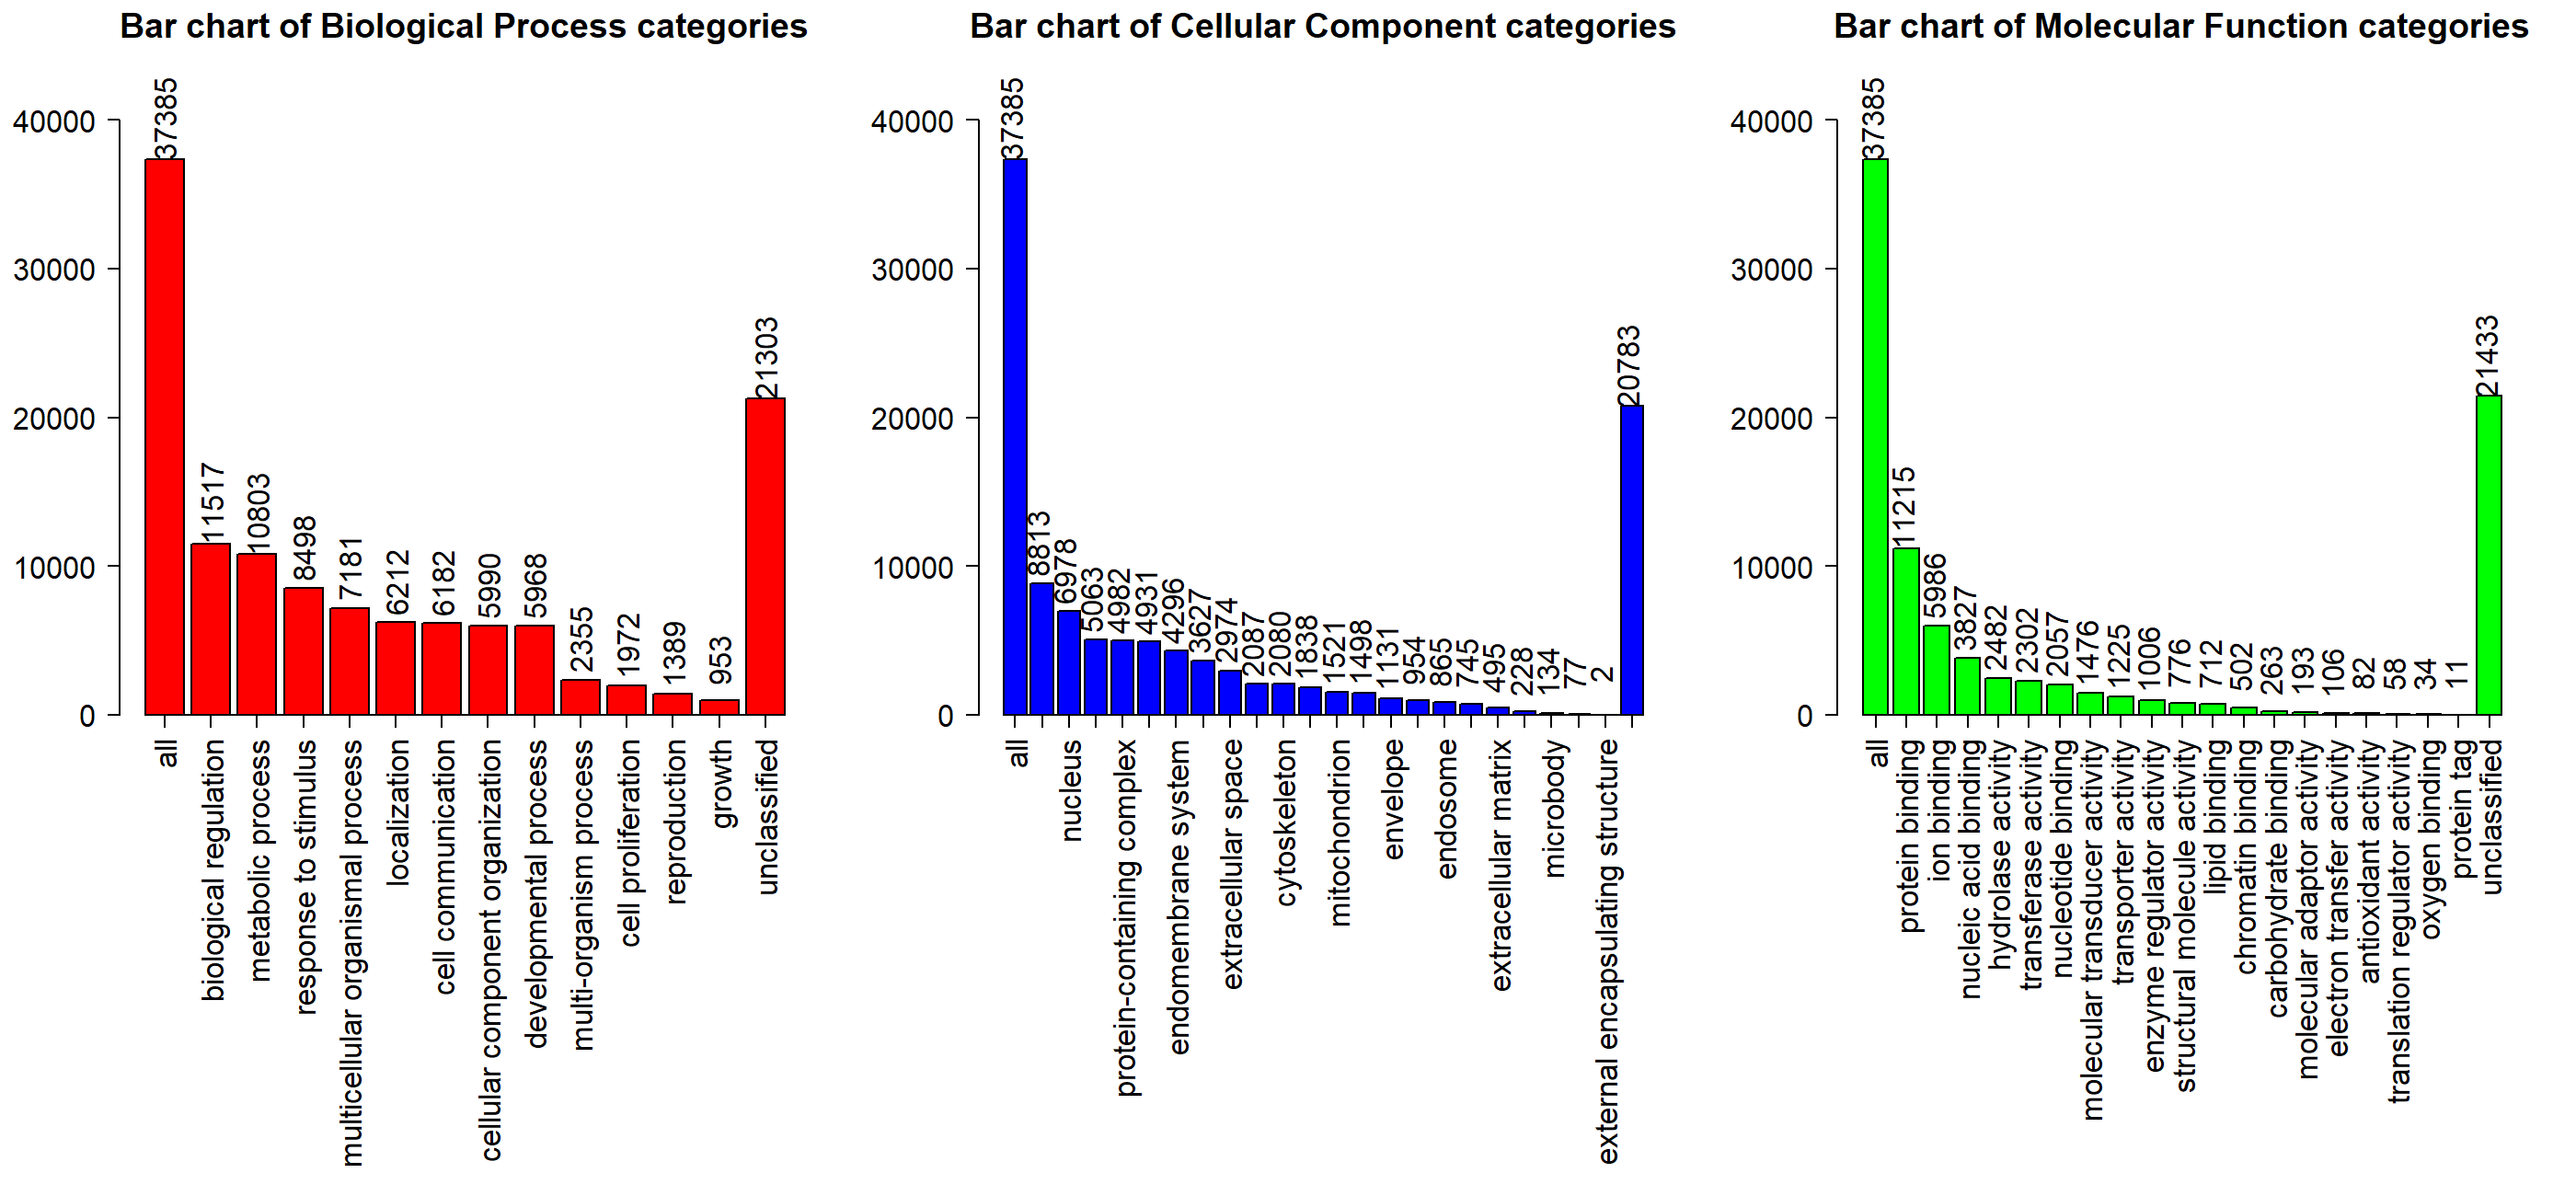 Bar chart of Biological Process categories
40000
30000
20000
10000
0
37385
11517
10803
8498
7181
6212
6182
5990
5968
2355
1972
1389
953
21303
all
biological regulation
metabolic process
response to stimulus
multicellular organismal process
localization
cell communication
cellular component organization
developmental process
multi-organism process
cell proliferation
reproduction
growth
unclassified
Bar chart of Cellular Component categories
40000
30000
20000
10000
0
37385
8813
6978
5063
4982
4931
4296
3627
2974
2087
2080
1838
1521
1498
1131
954
865
745
495
228
134
77
2
20783
all
nucleus
protein-containing complex
endomembrane system
extracellular space
cytoskeleton
mitochondrion
envelope
endosome
extracellular matrix
microbody
external encapsulating structure
Bar chart of Molecular Function categories
40000
30000
20000
10000
0
37385
11215
5986
3827
2482
2302
2057
1476
1225
1006
776
712
502
263
193
106
82
58
34
11
21433
all
protein binding
ion binding
nucleic acid binding
hydrolase activity
transferase activity
nucleotide binding
molecular transducer activity
transporter activity
enzyme regulator activity
structural molecule activity
lipid binding
chromatin binding
carbohydrate binding
molecular adaptor activity
electron transfer activity
antioxidant activity
translation regulator activity
oxygen binding
protein tag
unclassified